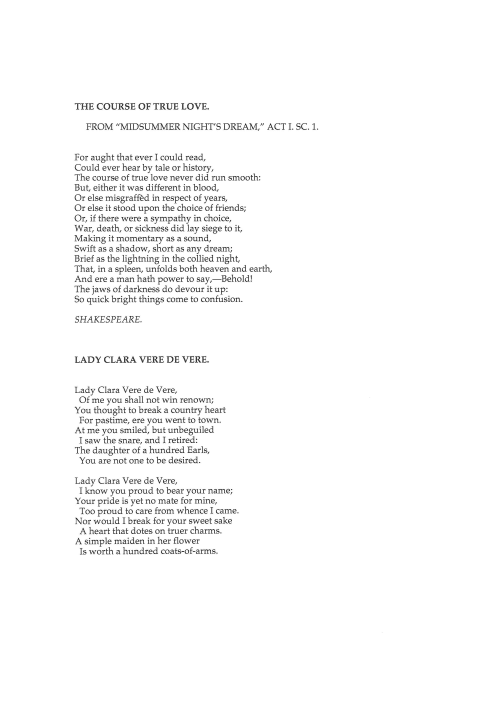 THE COURSE OF TRUE LOVE.
FROM “MIDSUMMER NIGHT’S DREAM,” ACT I. SC. 1.
For aught that ever I could read,
Could ever hear by tale or history,
The course of true love never did run smooth:
But, either it was different in blood,
Or else misgraffèd in respect of years,
Or else it stood upon the choice of friends;
Or, if there were a sympathy in choice,
War, death, or sickness did lay siege to it,
Making it momentary as a sound,
Swift as a shadow, short as any dream;
Brief as the lightning in the collied night,
That, in a spleen, unfolds both heaven and earth,
And ere a man hath power to say,—Behold!
The jaws of darkness do devour it up:
So quick bright things come to confusion.
SHAKESPEARE.
LADY CLARA VERE DE VERE.
Lady Clara Vere de Vere,
Of me you shall not win renown;
You thought to break a country heart
For pastime, ere you went to town.
At me you smiled, but unbeguiled
I saw the snare, and I retired:
The daughter of a hundred Earls,
You are not one to be desired.
Lady Clara Vere de Vere,
I know you proud to bear your name;
Your pride is yet no mate for mine,
Too proud to care from whence I came.
Nor would I break for your sweet sake
A heart that dotes on truer charms.
A simple maiden in her flower
Is worth a hundred coats-of-arms.